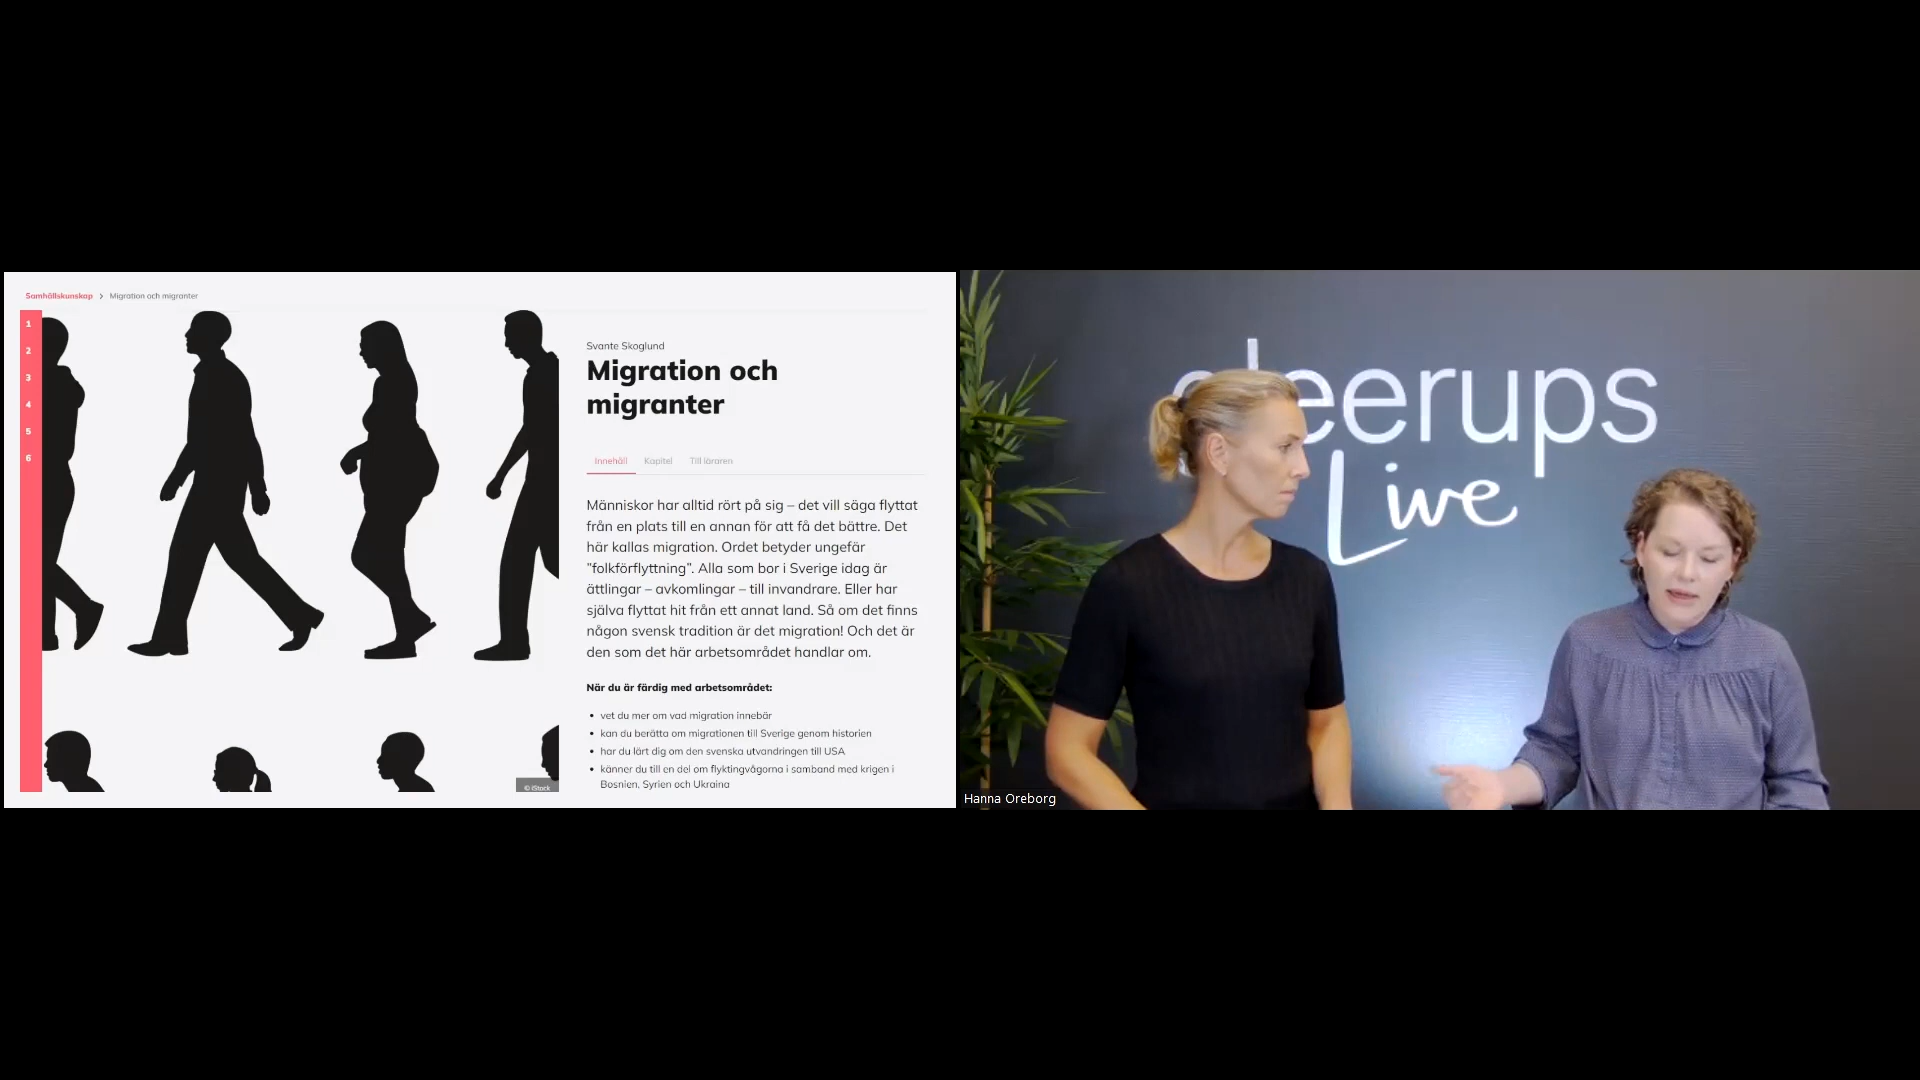 Samhällskunskap > Migration och migranter
1
2
3
4
5
6
© iStock
Svante Skoglund
Migration och
migranter
Innehåll Kapitel Till läraren
Människor har alltid rört på sig – det vill säga flyttat
från en plats till en annan för att få det bättre. Det
här kallas migration. Ordet betyder ungefär
”folkförflyttning”. Alla som bor i Sverige idag är
ättlingar – avkomlingar – till invandrare. Eller har
själva flyttat hit från ett annat land. Så om det finns
någon svensk tradition är det migration! Och det är
den som det här arbetsområdet handlar om.
När du är färdig med arbetsområdet:
• vet du mer om vad migration innebär
• kan du berätta om migrationen till Sverige genom historien
• har du lärt dig om den svenska utvandringen till USA
• känner du till en del om flyktingvågorna i samband med krigen i
Bosnien, Syrien och Ukraina
gleerups
Live
Hanna Oreborg